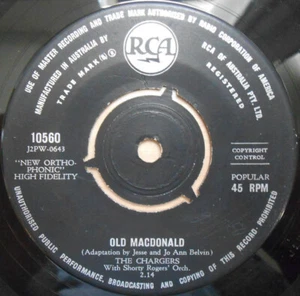 USE OF MASTER RECORDING AND TRADE MARK AUTHORISED BY RADIO CORPORATION OF AMERICA
MANUFACTURED IN AUSTRALIA BY RCA OF AUSTRALIA PTY. LTD.
RCA
TRADE MARK REGISTERED
10560
J2PW-0643
"NEW ORTHO-
PHONIC"
HIGH FIDELITY
COPYRIGHT
CONTROL
POPULAR
45 RPM
OLD MACDONALD
(Adaptation by Jesse and Jo Ann Belvin)
THE CHARGERS
With Shorty Rogers' Orch.
2.14
UNAUTHORISED PUBLIC PERFORMANCE, BROADCASTING AND COPYING OF THIS RECORD PROHIBITED